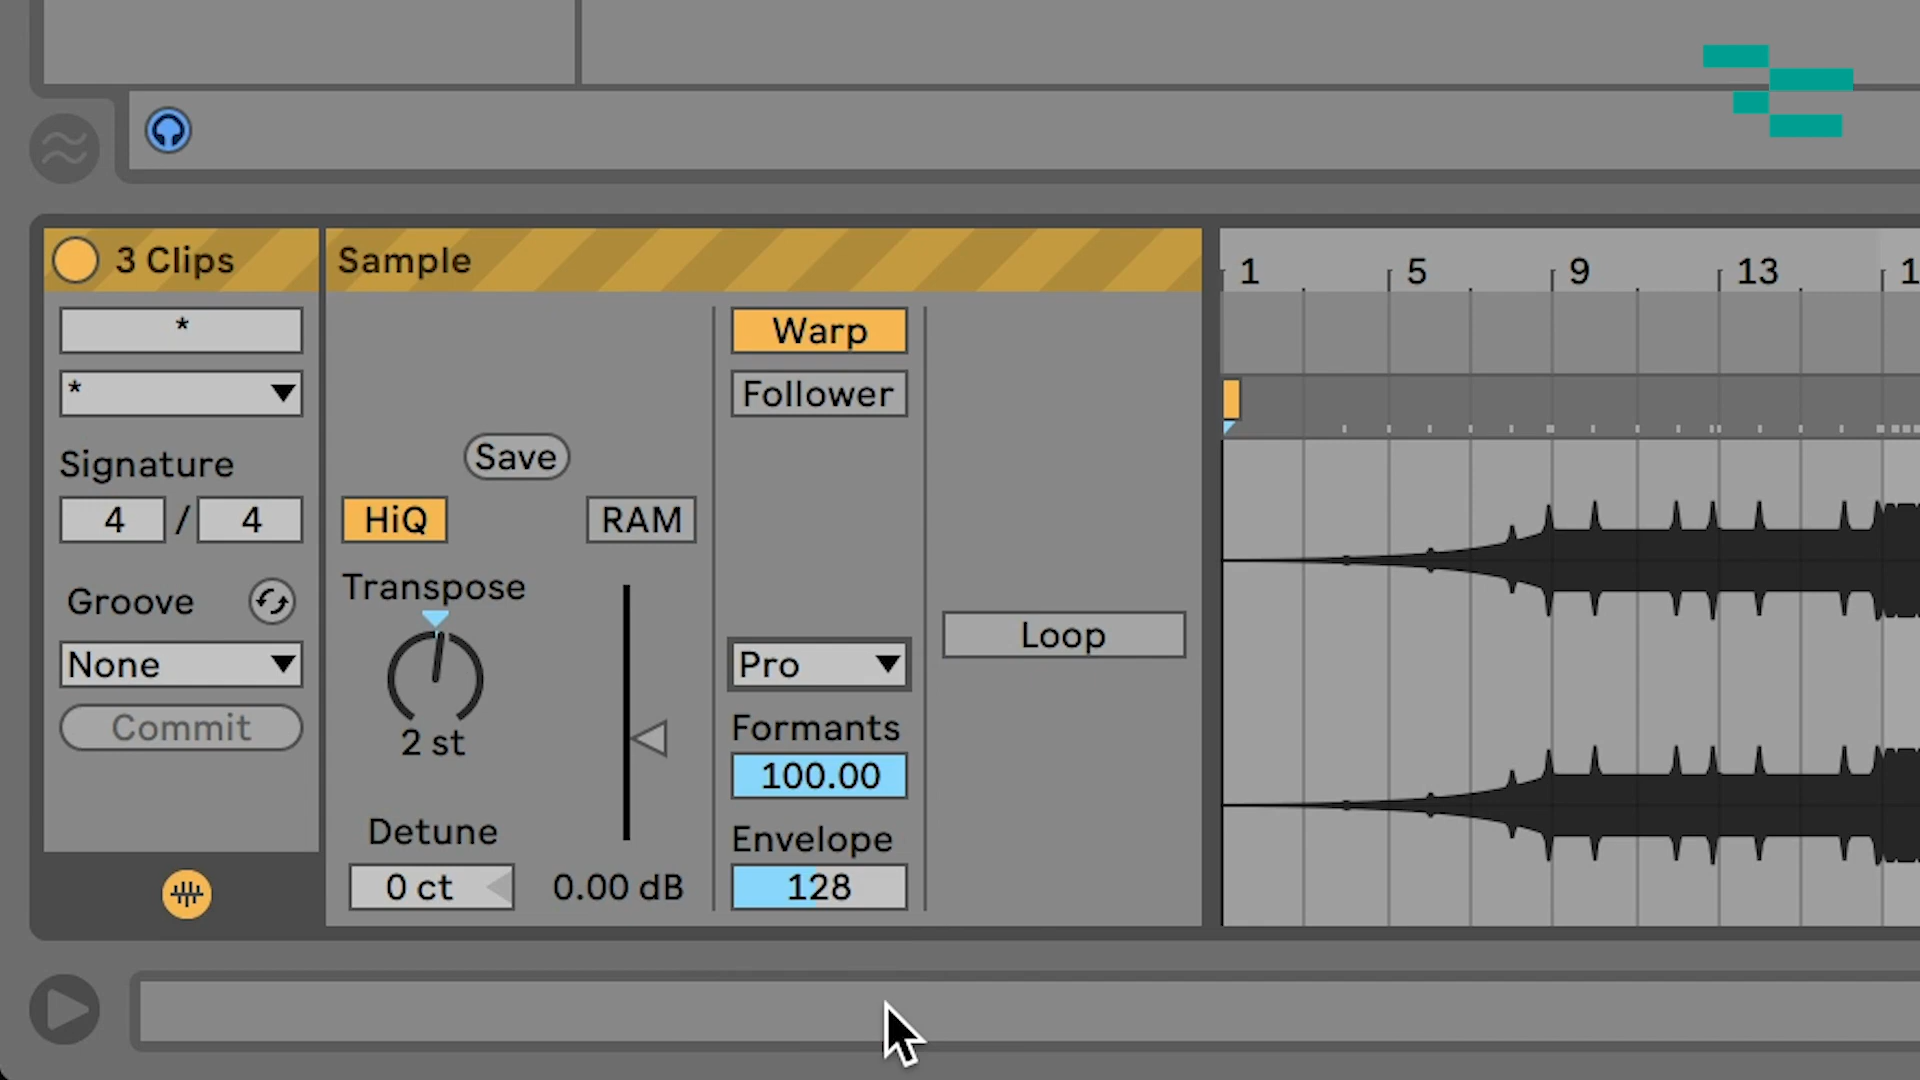 3 Clips
Sample
1 5 9 13 1
*
Warp
*
Follower
Signature
Save
4 / 4
HiQ
RAM
Groove
Transpose
None
Pro
Loop
Commit
2 st
Formants
100.00
Detune
Envelope
0 ct
0.00 dB
128